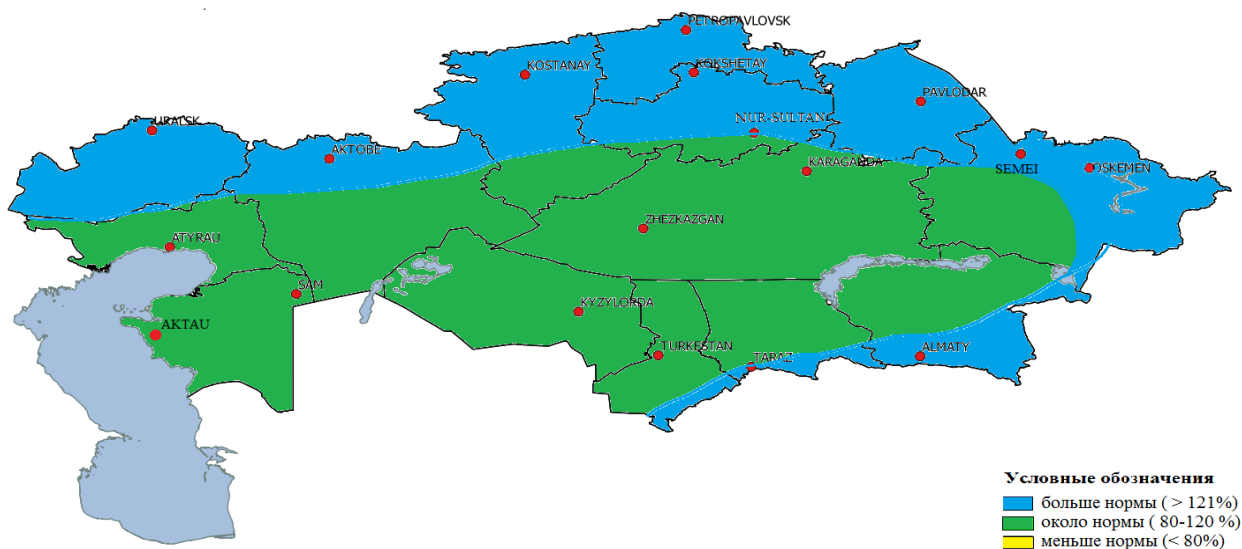 PETROPAVLOVSK
KOSTANAY
KOKSHETAY
PAVLODAR
URALSK
NUR-SULTAN
AKTOBE
SEMEI
OSKEMEN
KARAGANDA
ZHEZKAZGAN
ATYRAU
SAM
KYZYLORDA
AKTAU
TURKESTAN
TARAZ
ALMATY
Условные обозначения
больше нормы ( > 121%)
около нормы ( 80-120 %)
меньше нормы (< 80%)